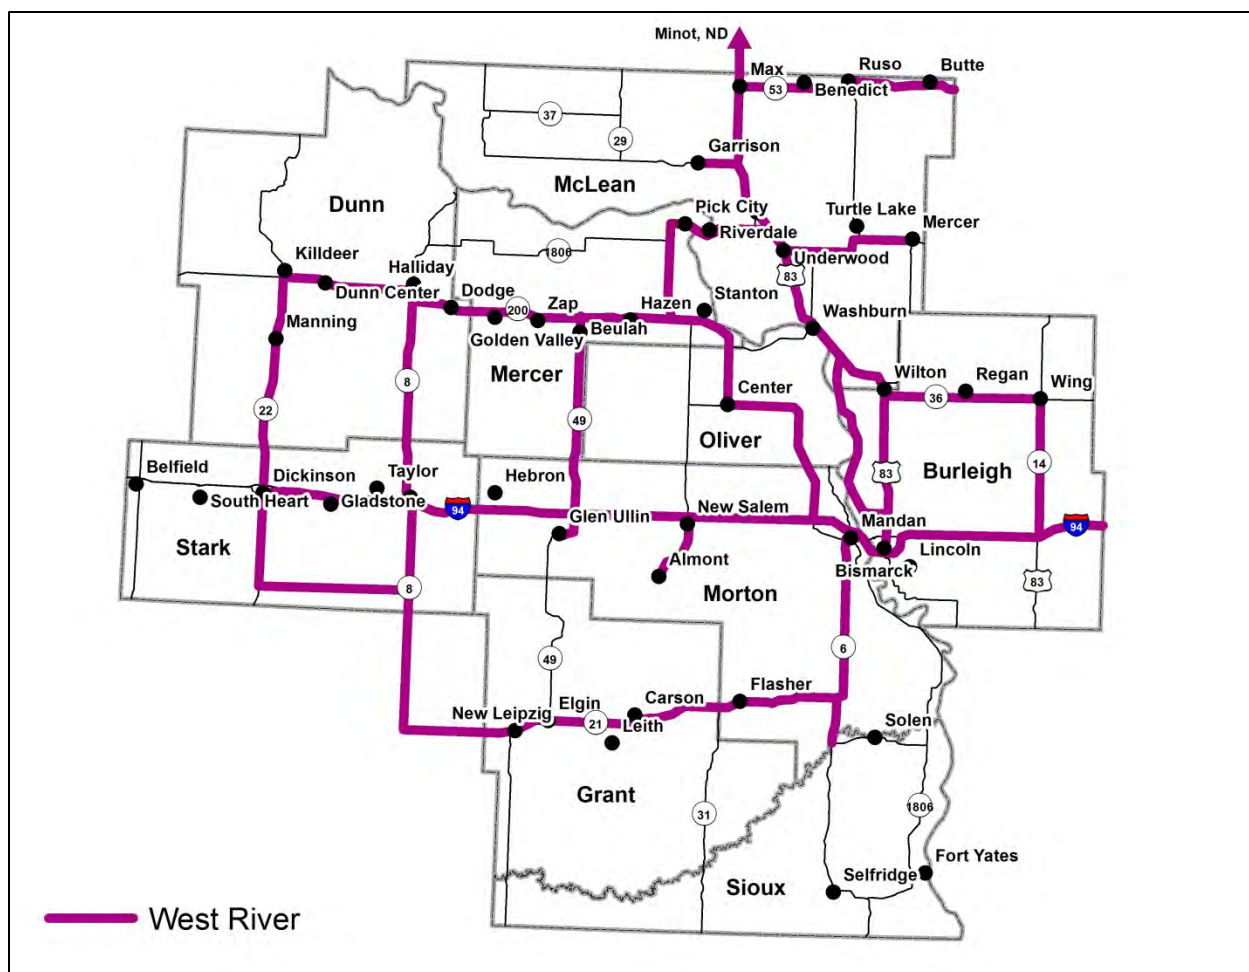 Minot, ND
Max
Ruso
Butte
53
Benedict
37
29
Garrison
McLean
Dunn
Pick City
Turtle Lake
Mercer
Riverdale
1806
Underwood
83
Killdeer
Halliday
Dunn Center
Dodge
200
Zap
Hazen
Stanton
Washburn
Manning
Golden Valley
Beulah
Mercer
8
Wilton
Regan
Wing
36
Center
22
49
Oliver
Belfield
Dickinson
Taylor
Hebron
83
Burleigh
14
South Heart
Gladstone
94
Glen Ullin
New Salem
Mandan
94
Stark
Almont
Bismarck
Lincoln
83
8
Morton
49
6
New Leipzig
Elgin
Carson
Flasher
21
Leith
Solen
Grant
31
1806
Sioux
Selfridge
Fort Yates
West River